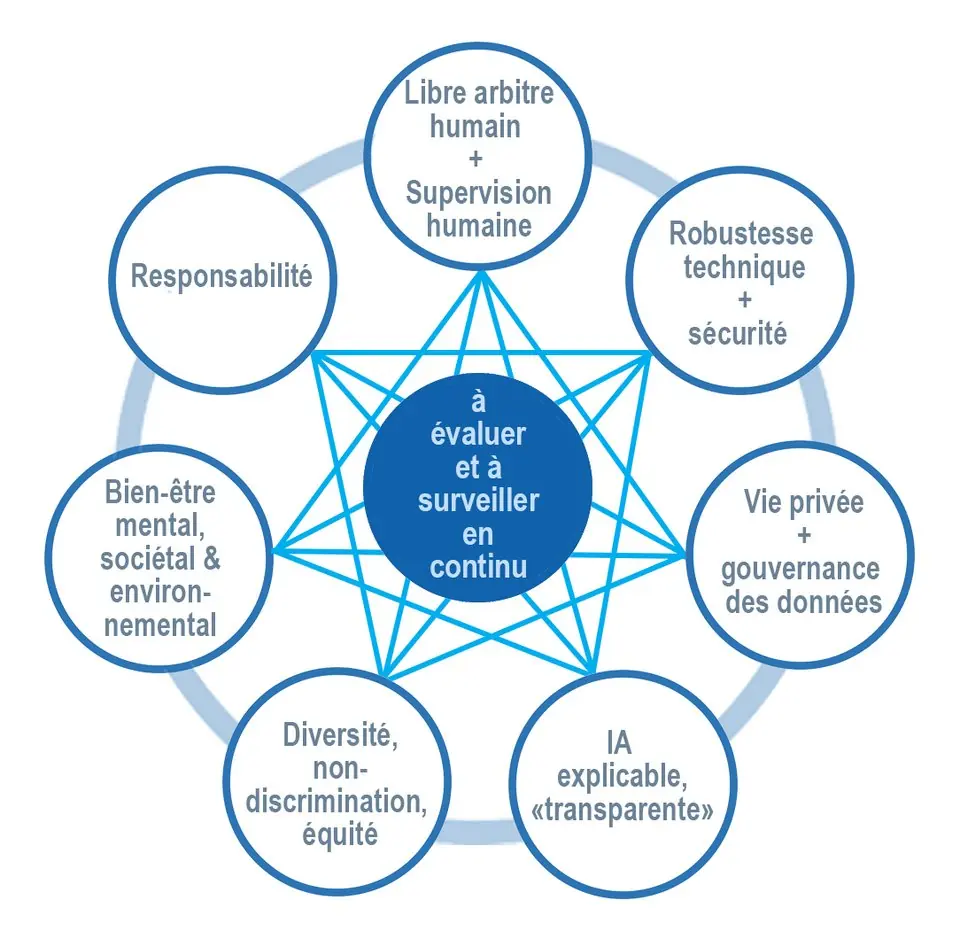 Libre arbitre
humain
+
Supervision
humaine
Robustesse
technique
+
sécurité
Vie privée
+
gouvernance
des données
IA
explicable,
«transparente»
Diversité,
non-
discrimination,
équité
Bien-être
mental,
sociétal &
environ-
nemental
Responsabilité
à
évaluer
et à
surveiller
en
continu